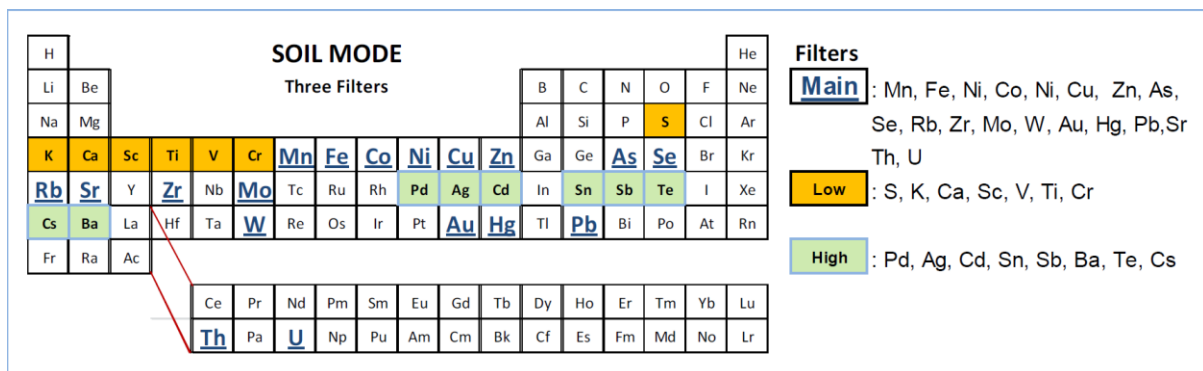 SOIL MODE
Three Filters
H He
Li Be B C N O F Ne
Na Mg Al Si P S Cl Ar
K Ca Sc Ti V Cr Mn Fe Co Ni Cu Zn Ga Ge As Se Br Kr
Rb Sr Y Zr Nb Mo Tc Ru Rh Pd Ag Cd In Sn Sb Te I Xe
Cs Ba La Hf Ta W Re Os Ir Pt Au Hg Tl Pb Bi Po At Rn
Fr Ra Ac
Ce Pr Nd Pm Sm Eu Gd Tb Dy Ho Er Tm Yb Lu
Th Pa U Np Pu Am Cm Bk Cf Es Fm Md No Lr
Filters
Main : Mn, Fe, Ni, Co, Ni, Cu, Zn, As,
Se, Rb, Zr, Mo, W, Au, Hg, Pb,Sr
Th, U
Low : S, K, Ca, Sc, V, Ti, Cr
High : Pd, Ag, Cd, Sn, Sb, Ba, Te, Cs